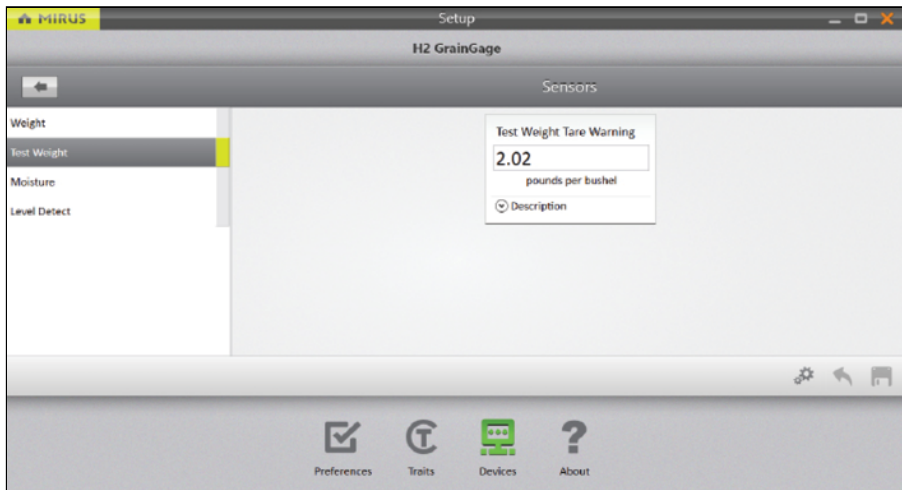 MIRUS
Setup
H2 GrainGage
Sensors
Weight
Test Weight
Moisture
Level Detect
Test Weight Tare Warning
2.02
pounds per bushel
Description
Preferences
Traits
Devices
About